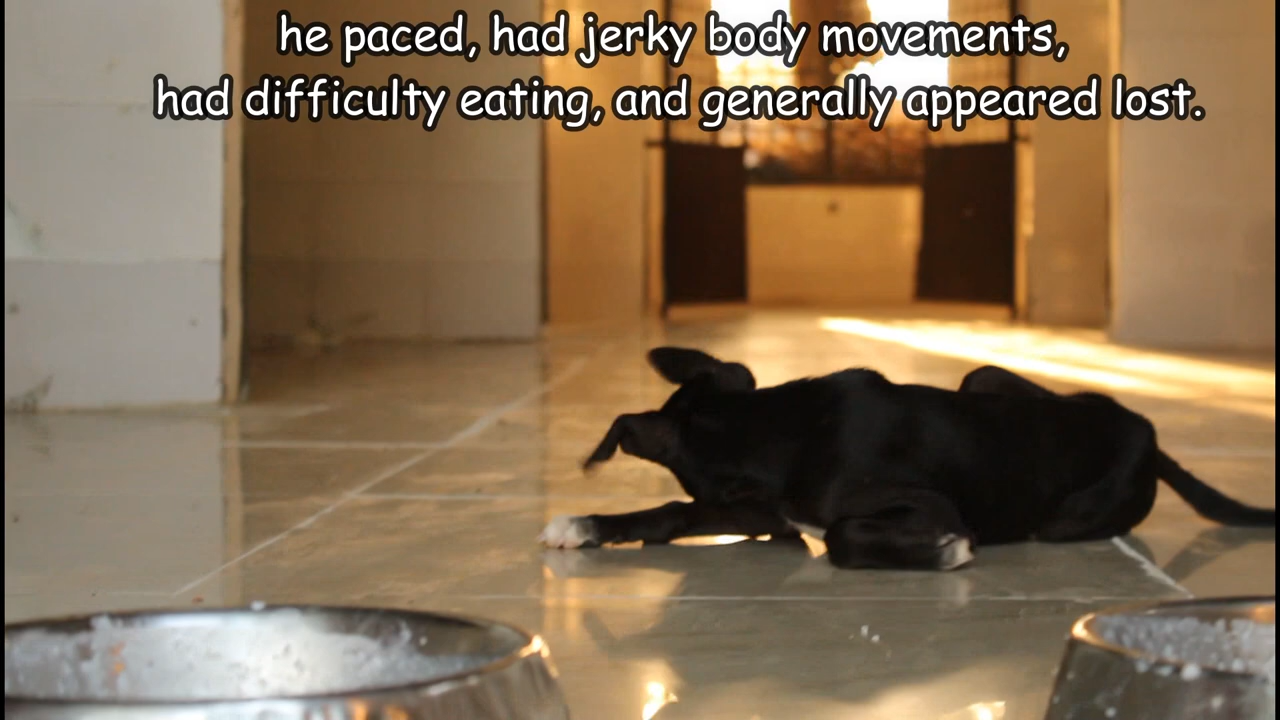 he paced, had jerky body movements,
had difficulty eating, and generally appeared lost.